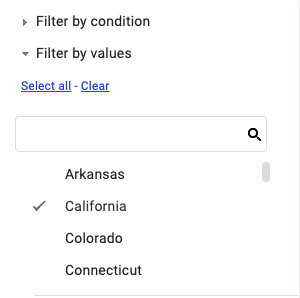 Filter by condition
Filter by values
Select all - Clear
Arkansas
California
Colorado
Connecticut